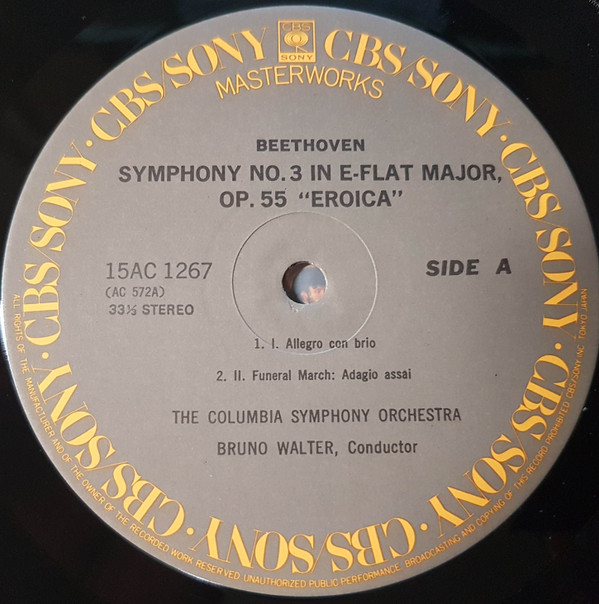 CBS/SONY · CBS/SONY · CBS/SONY · CBS/SONY · CBS/SONY · CBS/SONY · CBS/SONY · CBS/SONY
CBS
SONY
MASTERWORKS
BEETHOVEN
SYMPHONY NO. 3 IN E-FLAT MAJOR,
OP. 55 “EROICA”
15AC 1267
(AC 572A)
33⅓ STEREO
SIDE A
1. I. Allegro con brio
2. II. Funeral March: Adagio assai
THE COLUMBIA SYMPHONY ORCHESTRA
BRUNO WALTER, Conductor
ALL RIGHTS OF THE MANUFACTURER AND OF THE OWNER OF THE RECORDED WORK RESERVED. UNAUTHORIZED PUBLIC PERFORMANCE, BROADCASTING AND COPYING OF THIS RECORD PROHIBITED CBS/SONY INC. TOKYO JAPAN